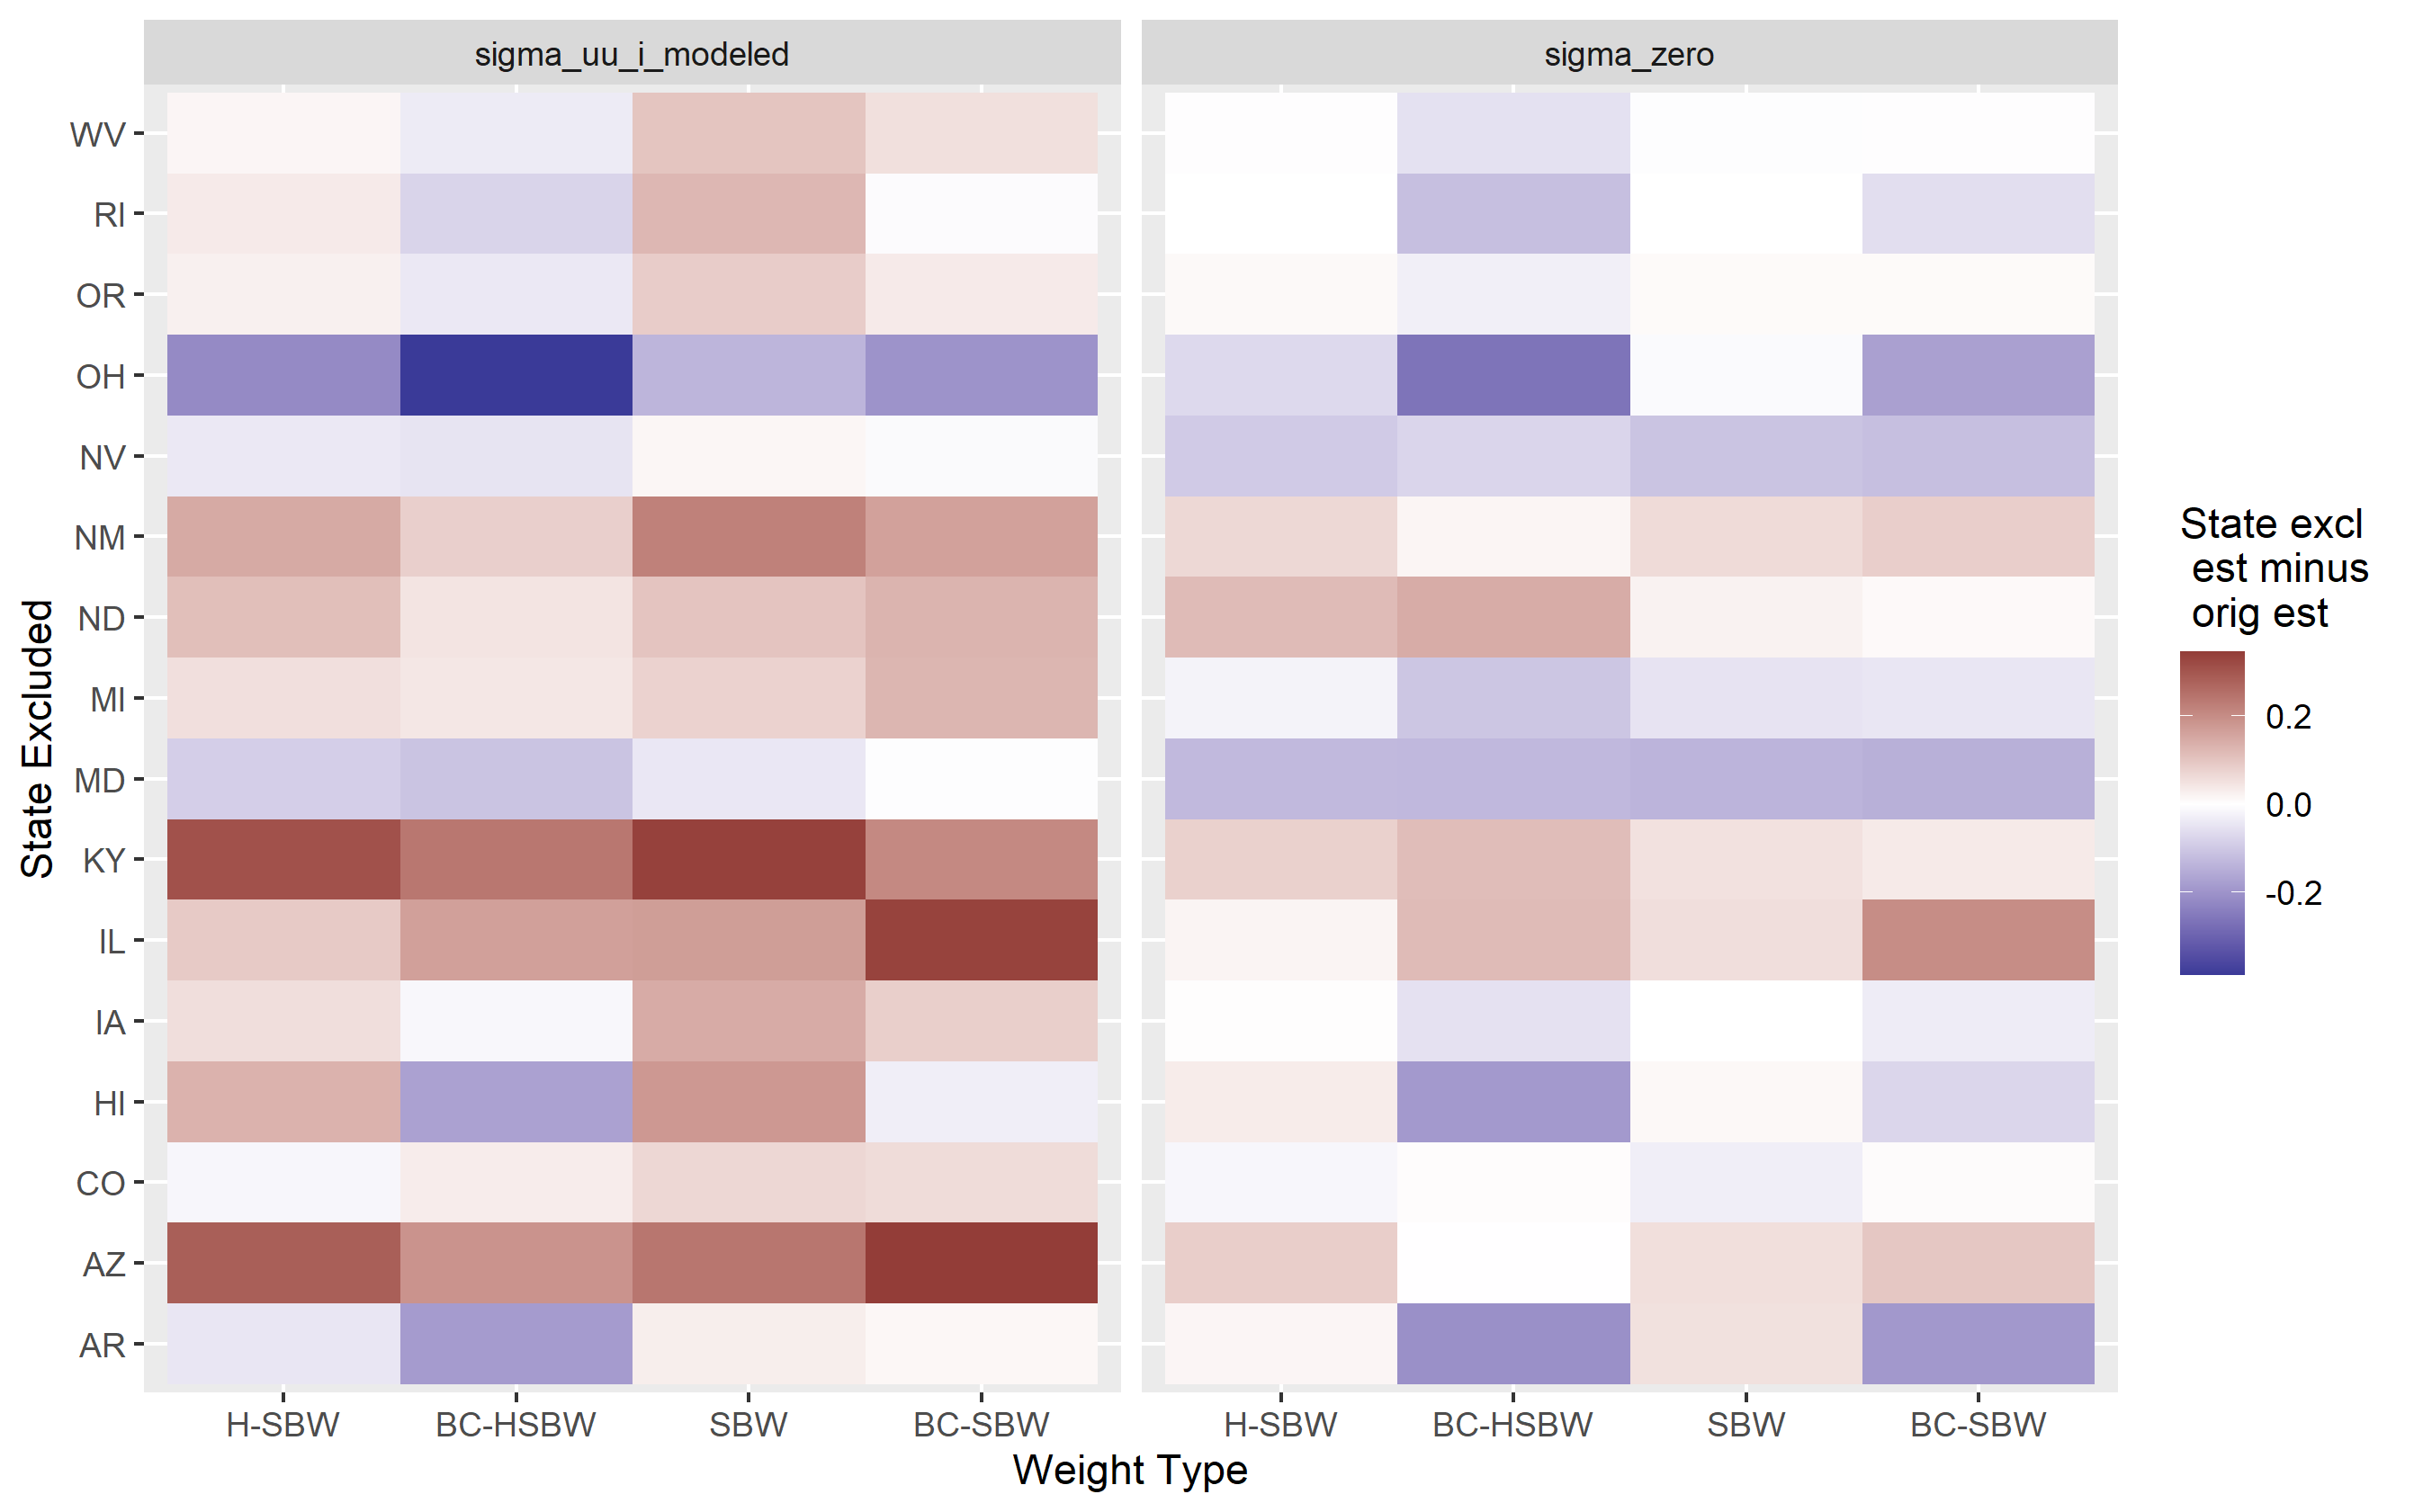 sigma_uu_i_modeled
sigma_zero
WV
RI
OR
OH
NV
NM
ND
MI
MD
KY
IL
IA
HI
CO
AZ
AR
State Excluded
H-SBW
BC-HSBW
SBW
BC-SBW
H-SBW
BC-HSBW
SBW
BC-SBW
Weight Type
State excl
est minus
orig est
0.2
0.0
-0.2